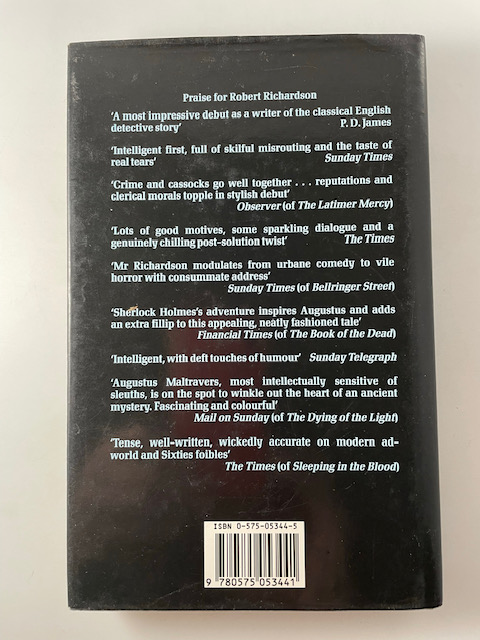 Praise for Robert Richardson
‘A most impressive debut as a writer of the classical English
detective story’ P. D. James
‘Intelligent first, full of skilful misrouting and the taste of
real tears’ Sunday Times
‘Crime and cassocks go well together . . . reputations and
clerical morals topple in stylish debut’
Observer (of The Latimer Mercy)
‘Lots of good motives, some sparkling dialogue and a
genuinely chilling post-solution twist’ The Times
‘Mr Richardson modulates from urbane comedy to vile
horror with consummate address’
Sunday Times (of Bellringer Street)
‘Sherlock Holmes’s adventure inspires Augustus and adds
an extra fillip to this appealing, neatly fashioned tale’
Financial Times (of The Book of the Dead)
‘Intelligent, with deft touches of humour’ Sunday Telegraph
‘Augustus Maltravers, most intellectually sensitive of
sleuths, is on the spot to winkle out the heart of an ancient
mystery. Fascinating and colourful’
Mail on Sunday (of The Dying of the Light)
‘Tense, well-written, wickedly accurate on modern ad-
world and Sixties foibles’
The Times (of Sleeping in the Blood)
ISBN 0-575-05344-5
9 780575 053441